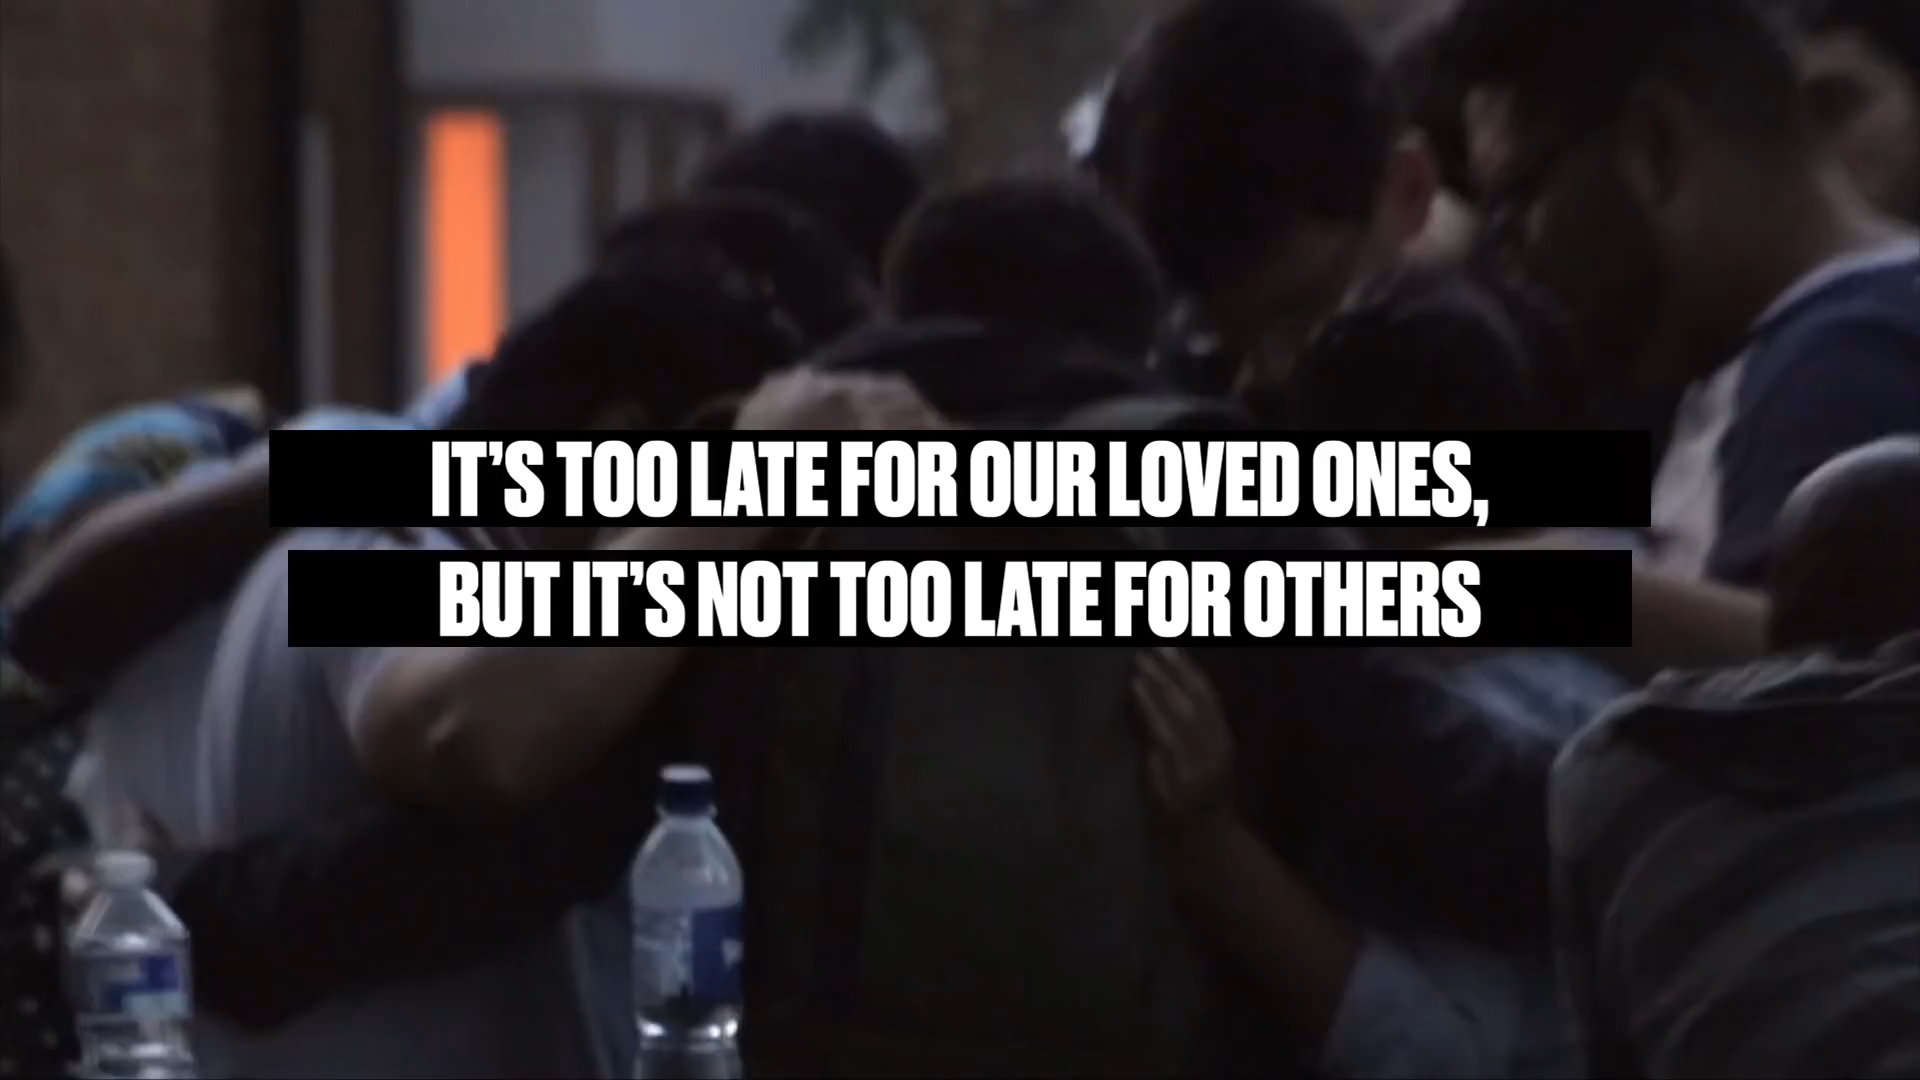 IT’S TOO LATE FOR OUR LOVED ONES,
BUT IT’S NOT TOO LATE FOR OTHERS